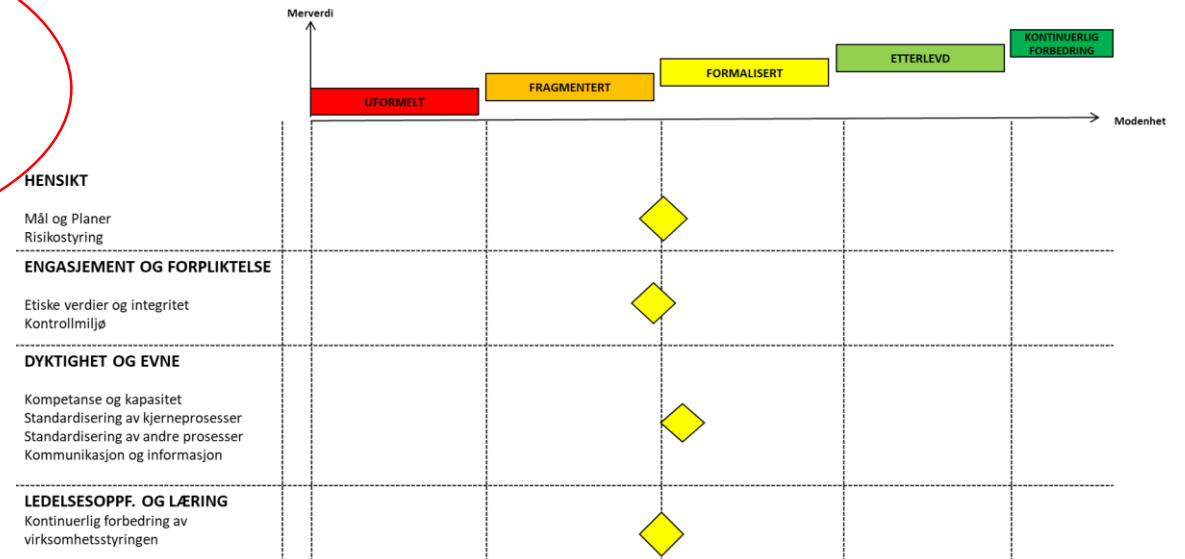 Merverdi
KONTINUERLIG
FORBEDRING
ETTERLEVD
FORMALISERT
FRAGMENTERT
UFORMELT
Modenhet
HENSIKT
Mål og Planer
Risikostyring
ENGASJEMENT OG FORPLIKTELSE
Etiske verdier og integritet
Kontrollmiljø
DYKTIGHET OG EVNE
Kompetanse og kapasitet
Standardisering av kjerneprosesser
Standardisering av andre prosesser
Kommunikasjon og informasjon
LEDELSESOPPF. OG LÆRING
Kontinuerlig forbedring av
virksomhetsstyringen